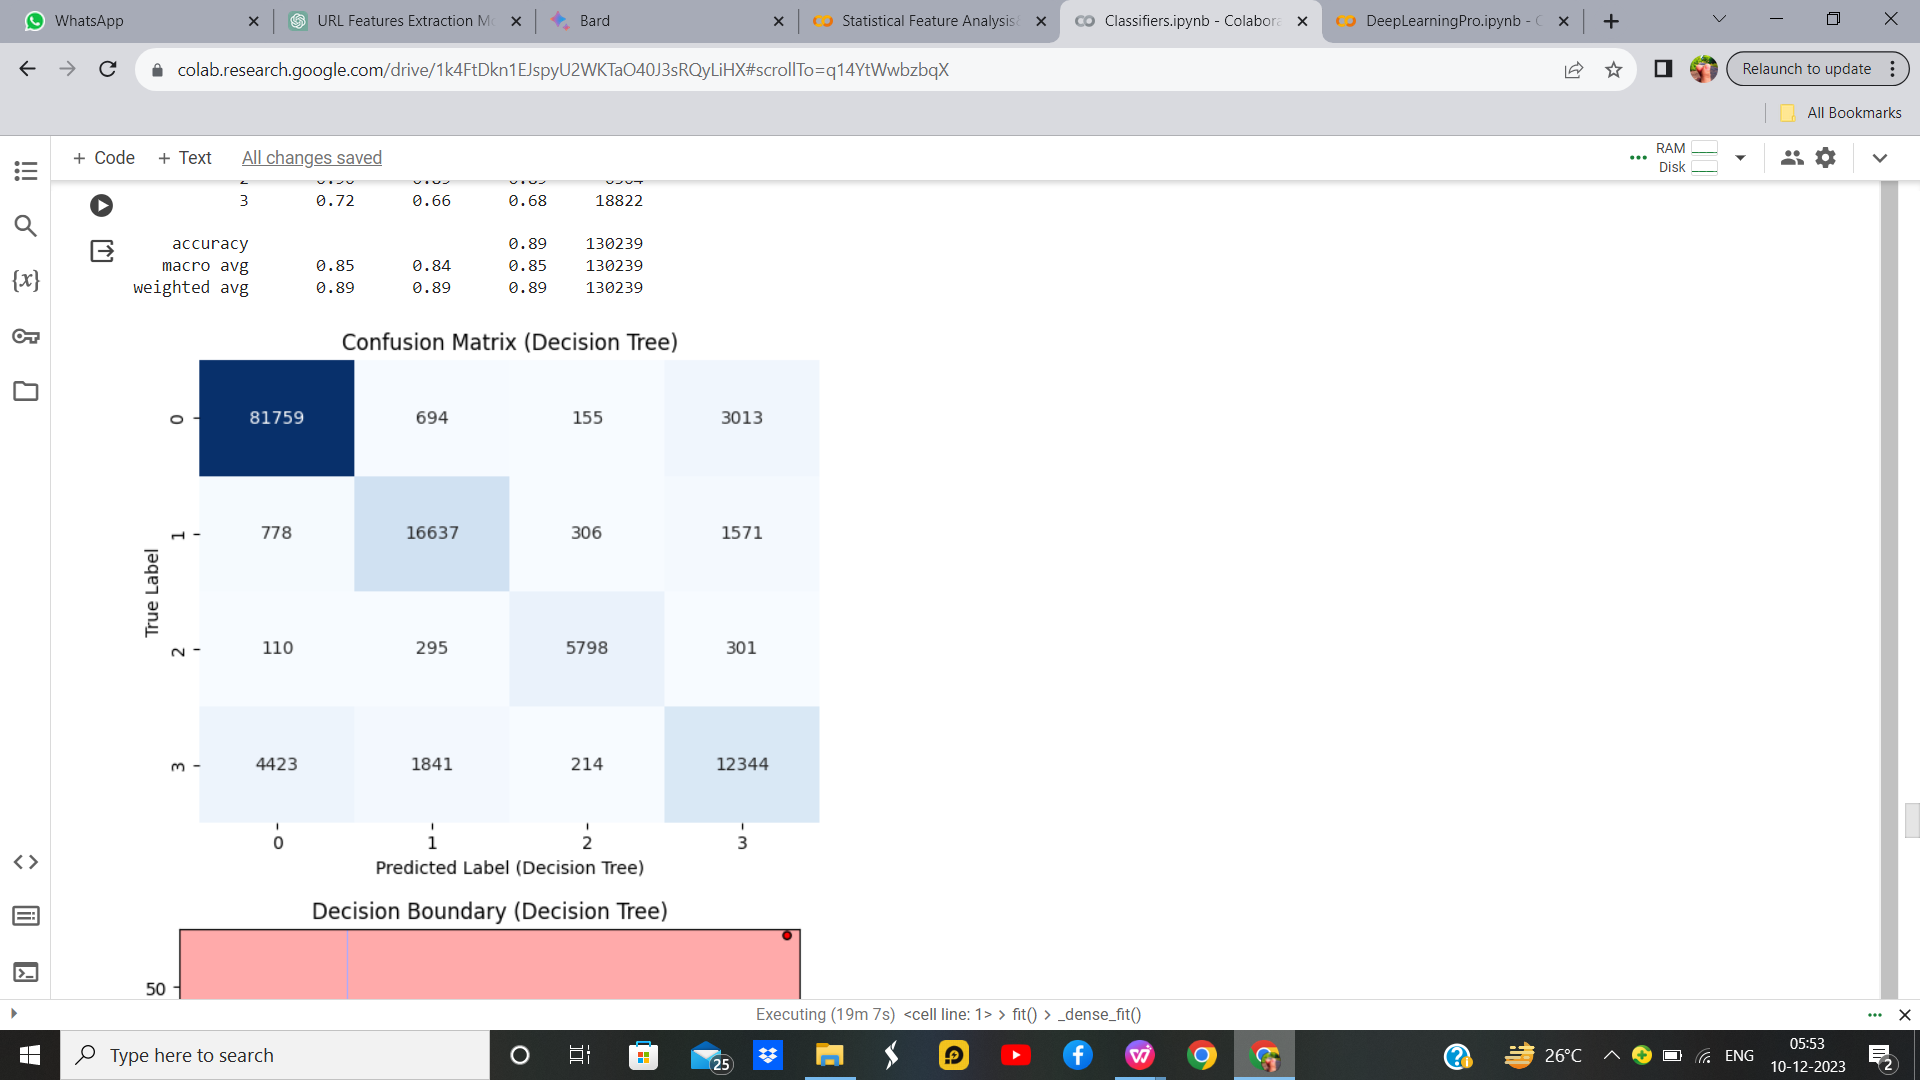 WhatsApp
URL Features Extraction Mo
Bard
Statistical Feature Analysis
Classifiers.ipynb - Colabora
DeepLearningPro.ipynb - C
colab.research.google.com/drive/1k4FtDkn1EJspyU2WKTaO40J3sRQyLiHX#scrollTo=q14YtWwbzbqX
Relaunch to update
All Bookmarks
+ Code + Text All changes saved
RAM
Disk
3 0.72 0.66 0.68 18822
accuracy 0.89 130239
macro avg 0.85 0.84 0.85 130239
weighted avg 0.89 0.89 0.89 130239
Confusion Matrix (Decision Tree)
0 81759 694 155 3013
1 778 16637 306 1571
True Label
2 110 295 5798 301
3 4423 1841 214 12344
0 1 2 3
Predicted Label (Decision Tree)
Decision Boundary (Decision Tree)
50
Executing (19m 7s) <cell line: 1> > fit() > _dense_fit()
Type here to search
25
26°C
ENG
05:53
10-12-2023
2